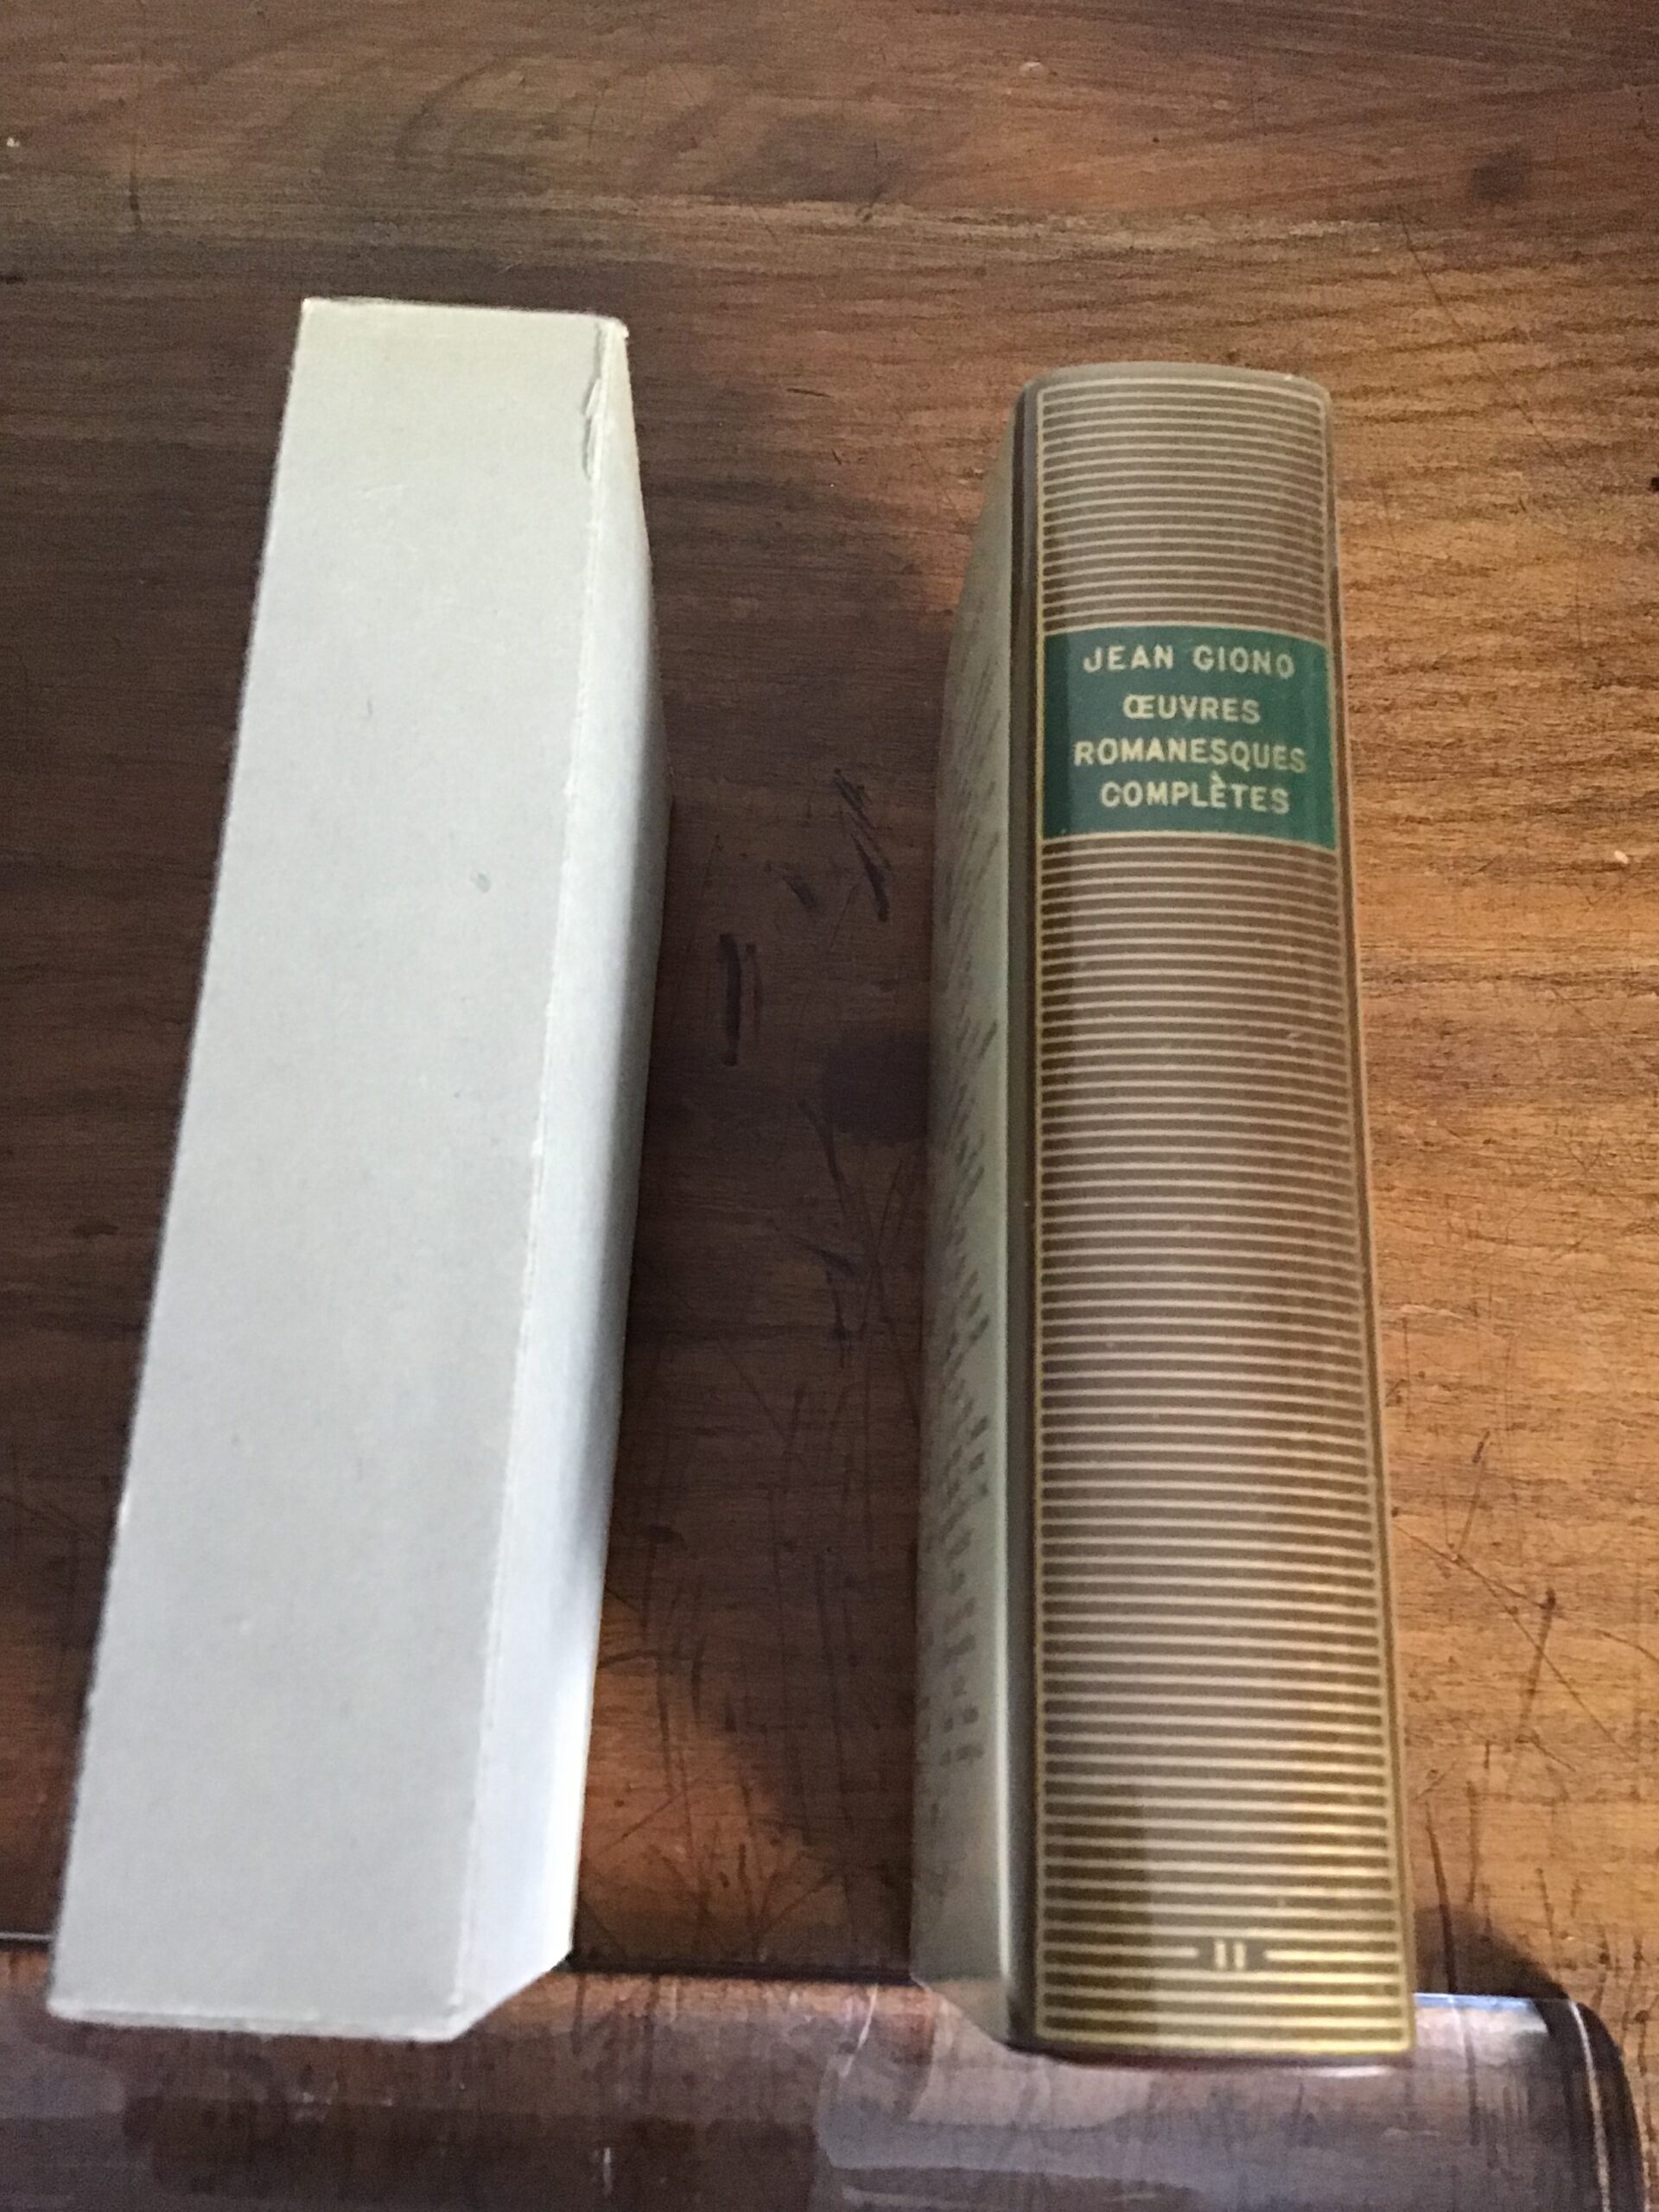 JEAN GIONO
ŒUVRES
ROMANESQUES
COMPLÈTES
II